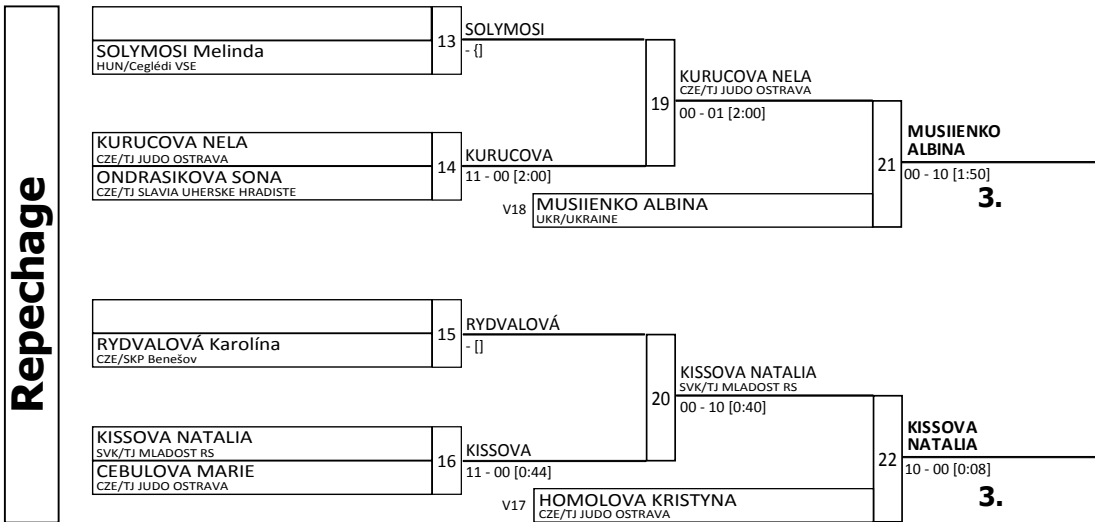 Repechage
SOLYMOSI Melinda
HUN/Ceglédi VSE
13
SOLYMOSI
- {]
KURUCOVA NELA
CZE/TJ JUDO OSTRAVA
ONDRASIKOVA SONA
CZE/TJ SLAVIA UHERSKE HRADISTE
14
KURUCOVA
11 - 00 [2:00]
19
KURUCOVA NELA
CZE/TJ JUDO OSTRAVA
00 - 01 [2:00]
V18
MUSIIENKO ALBINA
UKR/UKRAINE
21
MUSIIENKO
ALBINA
00 - 10 [1:50]
3.
RYDVALOVÁ Karolína
CZE/SKP Benešov
15
RYDVALOVÁ
- []
KISSOVA NATALIA
SVK/TJ MLADOST RS
CEBULOVA MARIE
CZE/TJ JUDO OSTRAVA
16
KISSOVA
11 - 00 [0:44]
20
KISSOVA NATALIA
SVK/TJ MLADOST RS
00 - 10 [0:40]
V17
HOMOLOVA KRISTYNA
CZE/TJ JUDO OSTRAVA
22
KISSOVA
NATALIA
10 - 00 [0:08]
3.